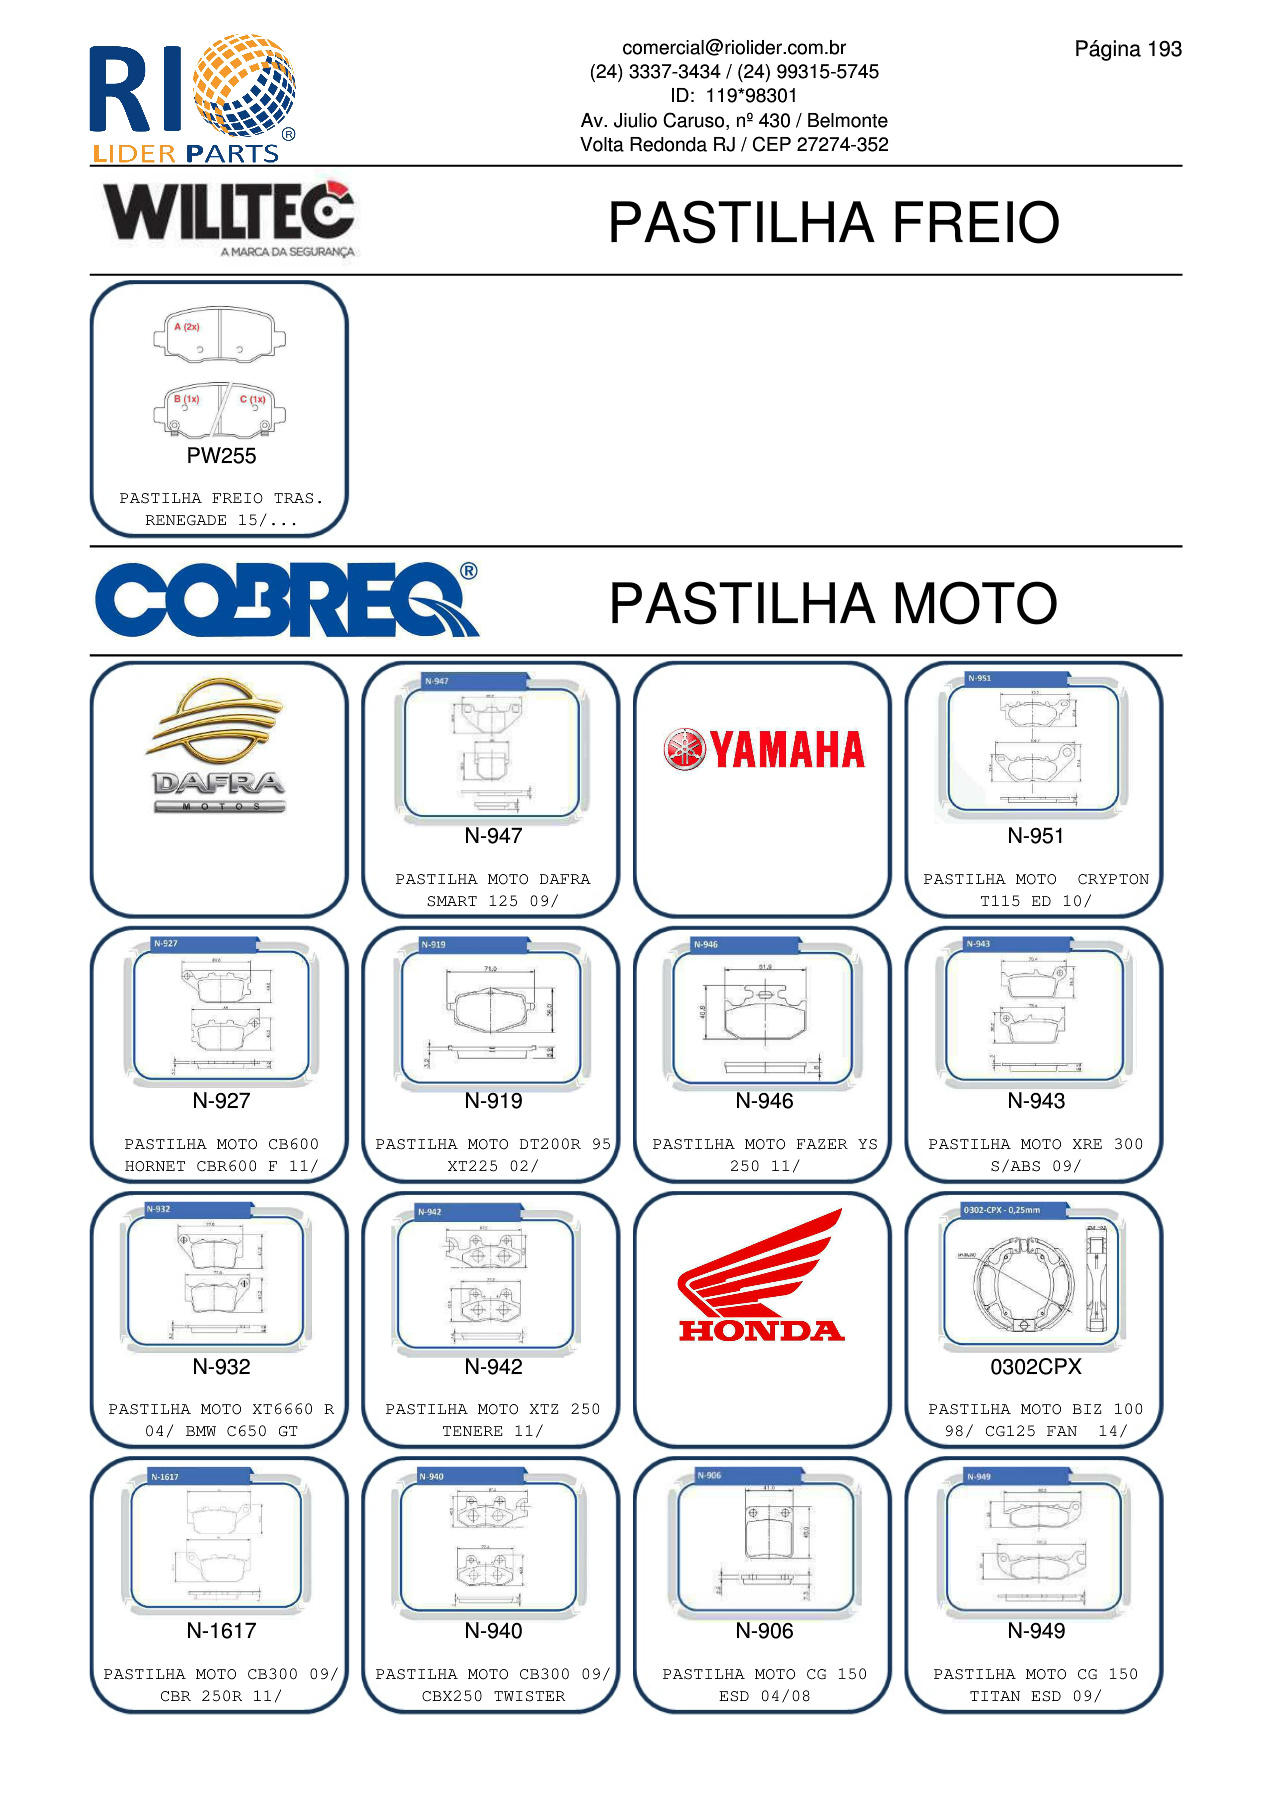 RIO
LIDER PARTS
®
comercial@riolider.com.br
(24) 3337-3434 / (24) 99315-5745
ID: 119*98301
Av. Jiulio Caruso, nº 430 / Belmonte
Volta Redonda RJ / CEP 27274-352
Página 193
WILLTEC
A MARCA DA SEGURANÇA
PASTILHA FREIO
A (2x)
B (1x) C (1x)
PW255
PASTILHA FREIO TRAS.
RENEGADE 15/...
COBREQ®
PASTILHA MOTO
DAFRA
MOTOS
N-947
N-947
PASTILHA MOTO DAFRA
SMART 125 09/
YAMAHA
N-951
N-951
PASTILHA MOTO CRYPTON
T115 ED 10/
N-927
N-927
PASTILHA MOTO CB600
HORNET CBR600 F 11/
N-919
71,0
N-919
PASTILHA MOTO DT200R 95
XT225 02/
N-946
N-946
PASTILHA MOTO FAZER YS
250 11/
N-943
N-943
PASTILHA MOTO XRE 300
S/ABS 09/
N-932
N-932
PASTILHA MOTO XT6660 R
04/ BMW C650 GT
N-942
N-942
PASTILHA MOTO XTZ 250
TENERE 11/
HONDA
0302-CPX - 0,25mm
0302CPX
PASTILHA MOTO BIZ 100
98/ CG125 FAN 14/
N-1617
N-1617
PASTILHA MOTO CB300 09/
CBR 250R 11/
N-940
N-940
PASTILHA MOTO CB300 09/
CBX250 TWISTER
N-906
N-906
PASTILHA MOTO CG 150
ESD 04/08
N-949
N-949
PASTILHA MOTO CG 150
TITAN ESD 09/